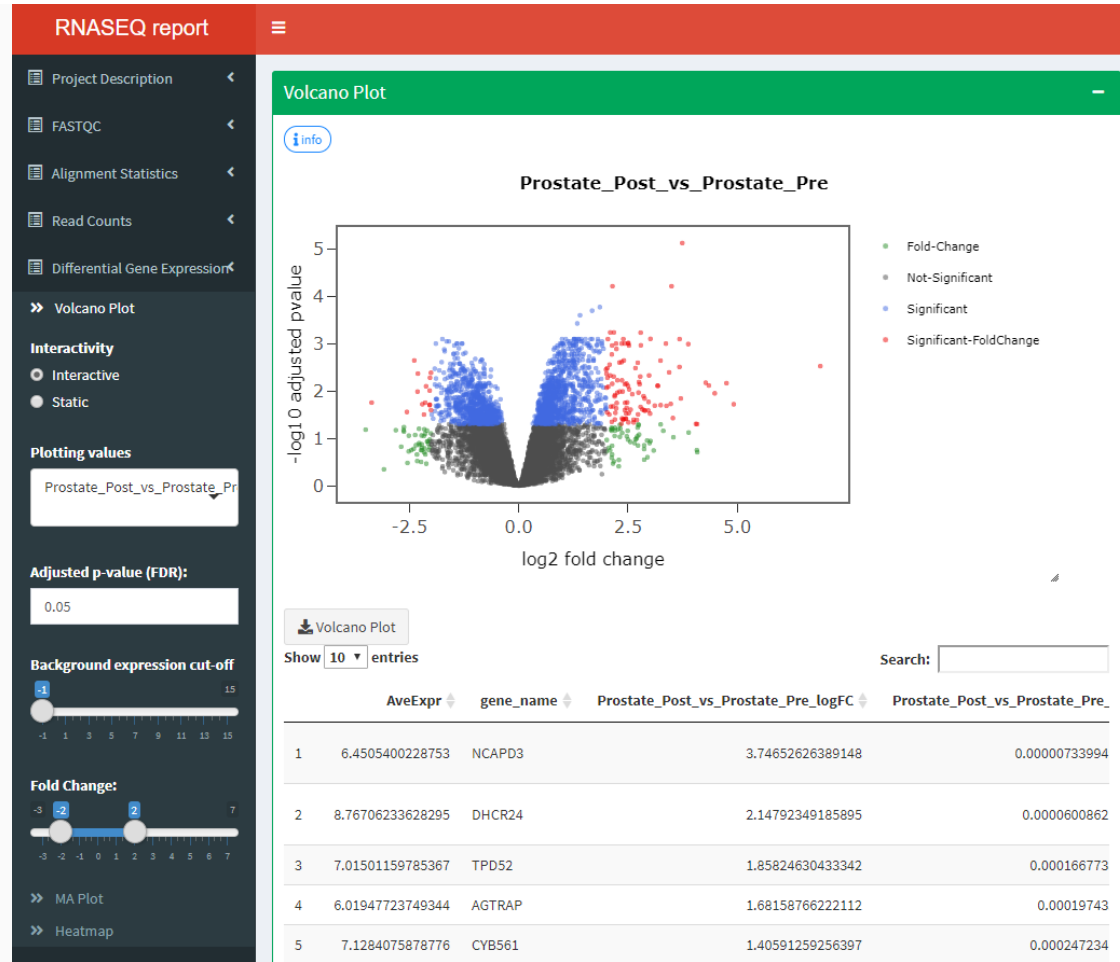 RNASEQ report
Project Description
FASTQC
Alignment Statistics
Read Counts
Differential Gene Expression
Volcano Plot
Interactivity
Interactive
Static
Plotting values
Prostate_Post_vs_Prostate_Pr
Adjusted p-value (FDR):
0.05
Background expression cut-off
-1 15
-1 1 3 5 7 9 11 13 15
Fold Change:
-3 -2 2 7
-3 -2 -1 0 1 2 3 4 5 6 7
MA Plot
Heatmap
Volcano Plot
info
Prostate_Post_vs_Prostate_Pre
-log10 adjusted pvalue
5
4
3
2
1
0
-2.5 0.0 2.5 5.0
log2 fold change
Fold-Change
Not-Significant
Significant
Significant-FoldChange
Volcano Plot
Show 10 entries
Search:
AveExpr gene_name Prostate_Post_vs_Prostate_Pre_logFC Prostate_Post_vs_Prostate_Pre_
1 6.4505400228753 NCAPD3 3.74652626389148 0.00000733994
2 8.76706233628295 DHCR24 2.14792349185895 0.0000600862
3 7.01501159785367 TPD52 1.85824630433342 0.000166773
4 6.01947723749344 AGTRAP 1.68158766222112 0.00019743
5 7.1284075878776 CYB561 1.40591259256397 0.000247234